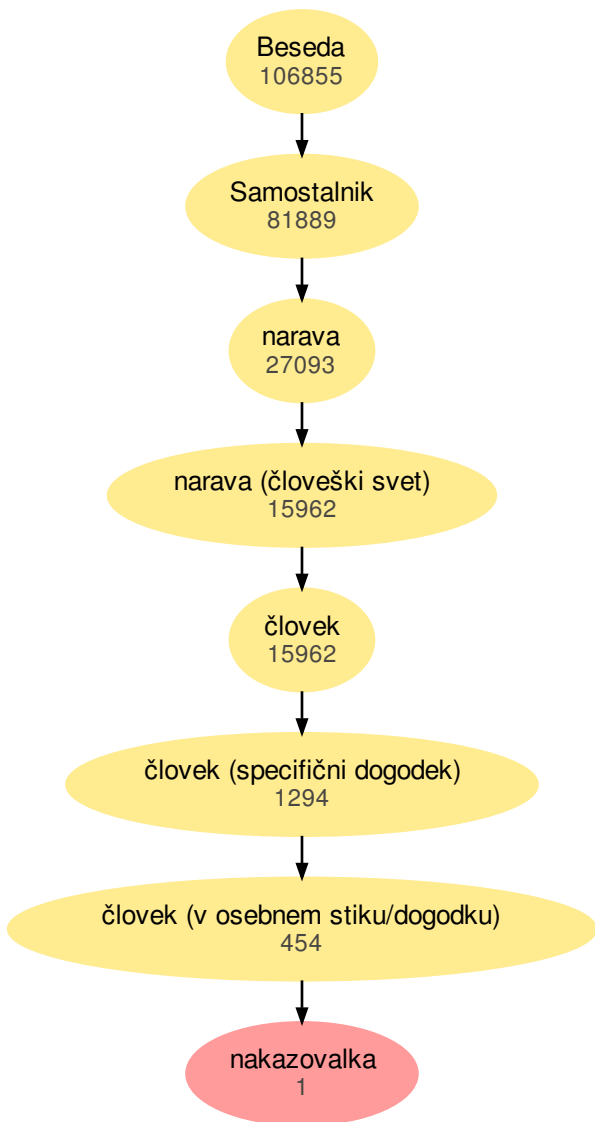 Beseda
106855
Samostalnik
81889
narava
27093
narava (človeški svet)
15962
človek
15962
človek (specifični dogodek)
1294
človek (v osebnem stiku/dogodku)
454
nakazovalka
1